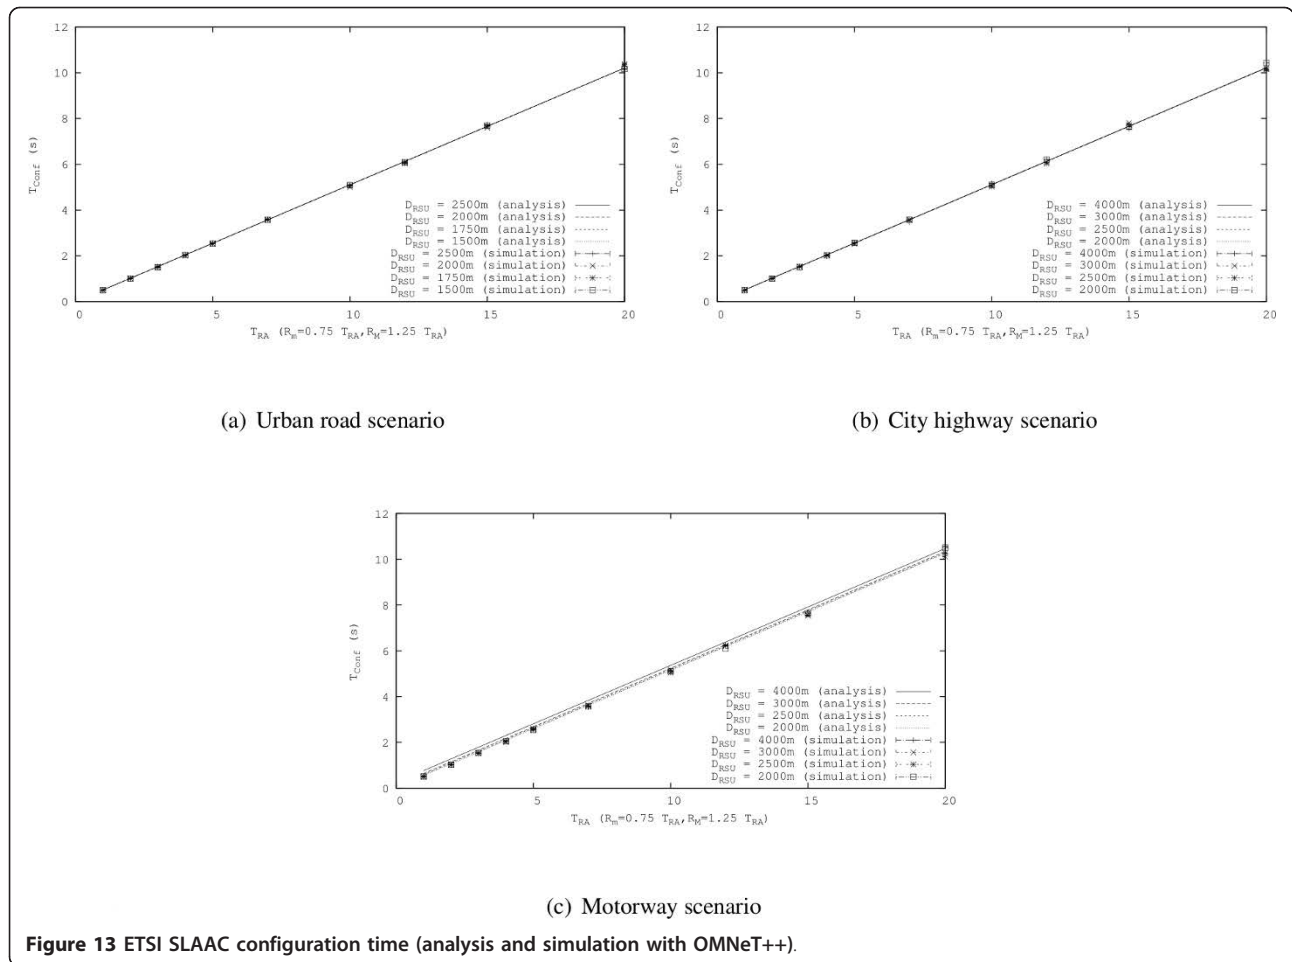 12
10
8
6
4
2
0
T_Conf (s)
D_RSU = 2500m (analysis)
D_RSU = 2000m (analysis)
D_RSU = 1750m (analysis)
D_RSU = 1500m (analysis)
D_RSU = 2500m (simulation)
D_RSU = 2000m (simulation)
D_RSU = 1750m (simulation)
D_RSU = 1500m (simulation)
0 5 10 15 20
T_RA (R_m=0.75 T_RA,R_M=1.25 T_RA)
(a) Urban road scenario
12
10
8
6
4
2
0
T_Conf (s)
D_RSU = 4000m (analysis)
D_RSU = 3000m (analysis)
D_RSU = 2500m (analysis)
D_RSU = 2000m (analysis)
D_RSU = 4000m (simulation)
D_RSU = 3000m (simulation)
D_RSU = 2500m (simulation)
D_RSU = 2000m (simulation)
0 5 10 15 20
T_RA (R_m=0.75 T_RA,R_M=1.25 T_RA)
(b) City highway scenario
12
10
8
6
4
2
0
T_Conf (s)
D_RSU = 4000m (analysis)
D_RSU = 3000m (analysis)
D_RSU = 2500m (analysis)
D_RSU = 2000m (analysis)
D_RSU = 4000m (simulation)
D_RSU = 3000m (simulation)
D_RSU = 2500m (simulation)
D_RSU = 2000m (simulation)
0 5 10 15 20
T_RA (R_m=0.75 T_RA,R_M=1.25 T_RA)
(c) Motorway scenario
Figure 13 ETSI SLAAC configuration time (analysis and simulation with OMNeT++).